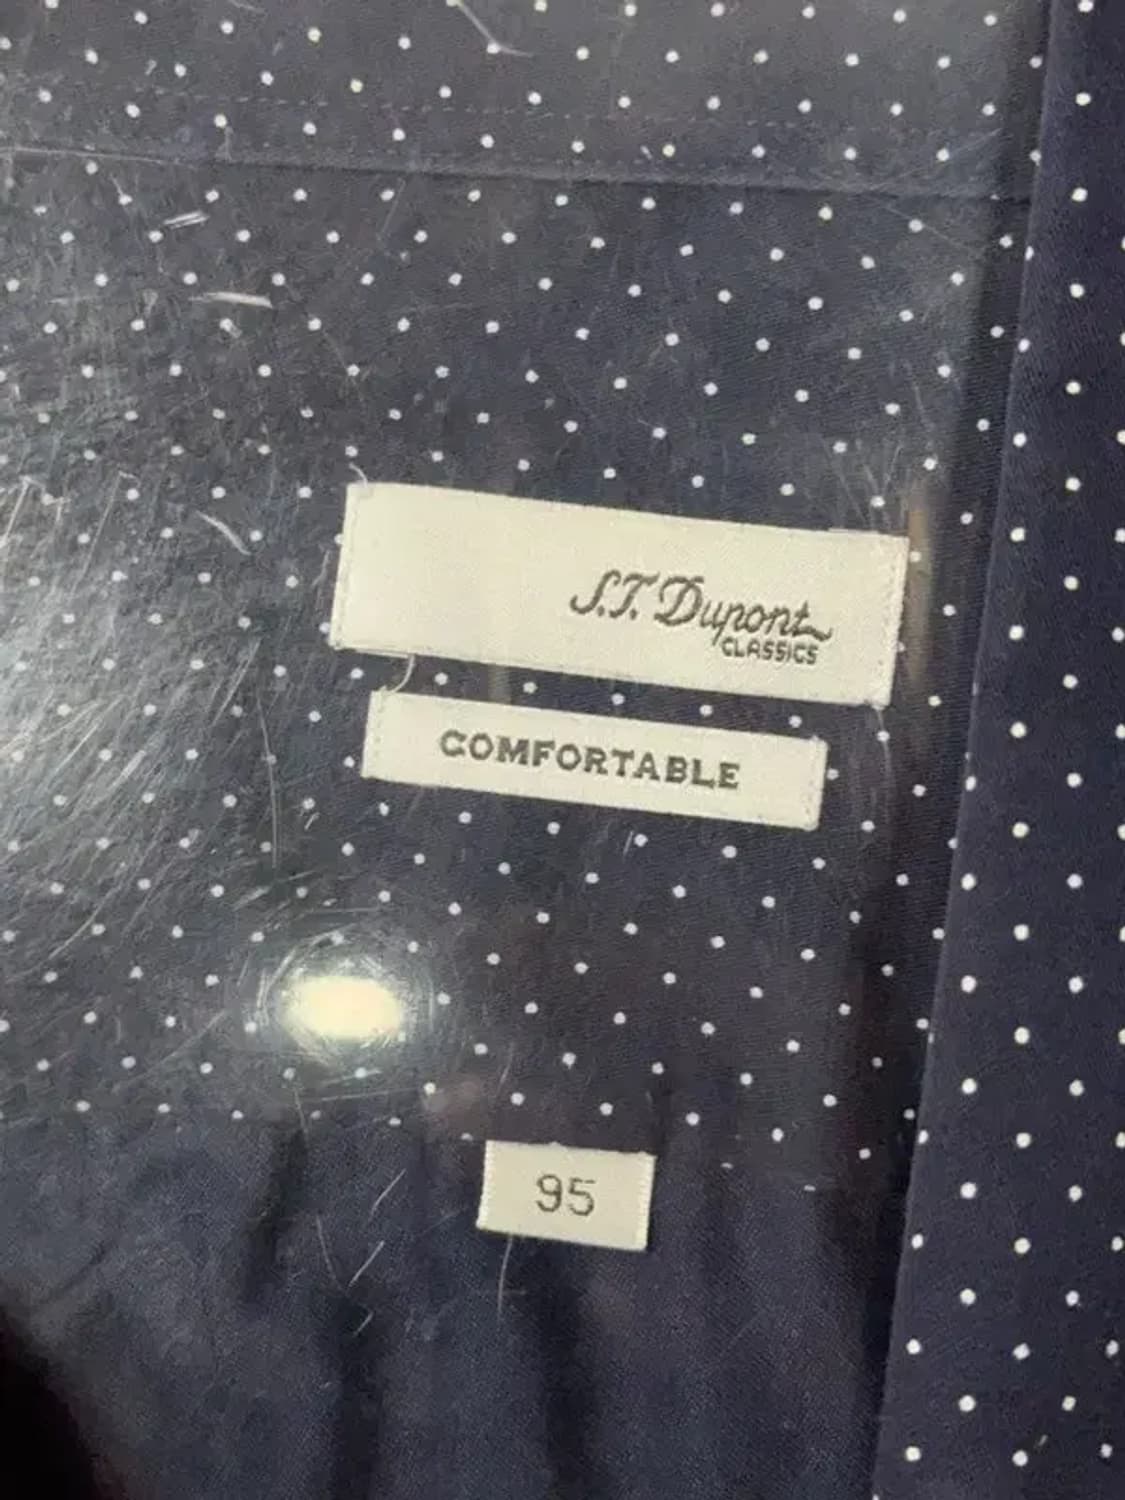 S.T. Dupont
CLASSICS
COMFORTABLE
95